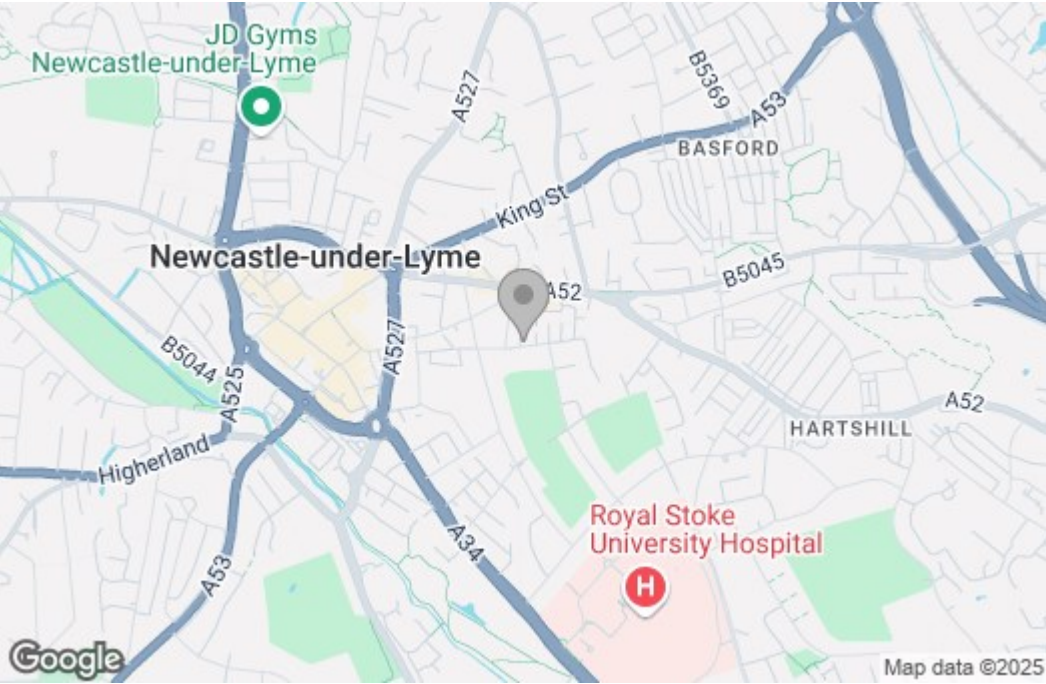 JD Gyms
Newcastle-under-Lyme
A527
B5369
A53
BASFORD
King St
Newcastle-under-Lyme
B5045
A52
A527
B5044
A525
A52
HARTSHILL
Higherland
Royal Stoke
University Hospital
A34
A53
H
Google
Map data ©2025